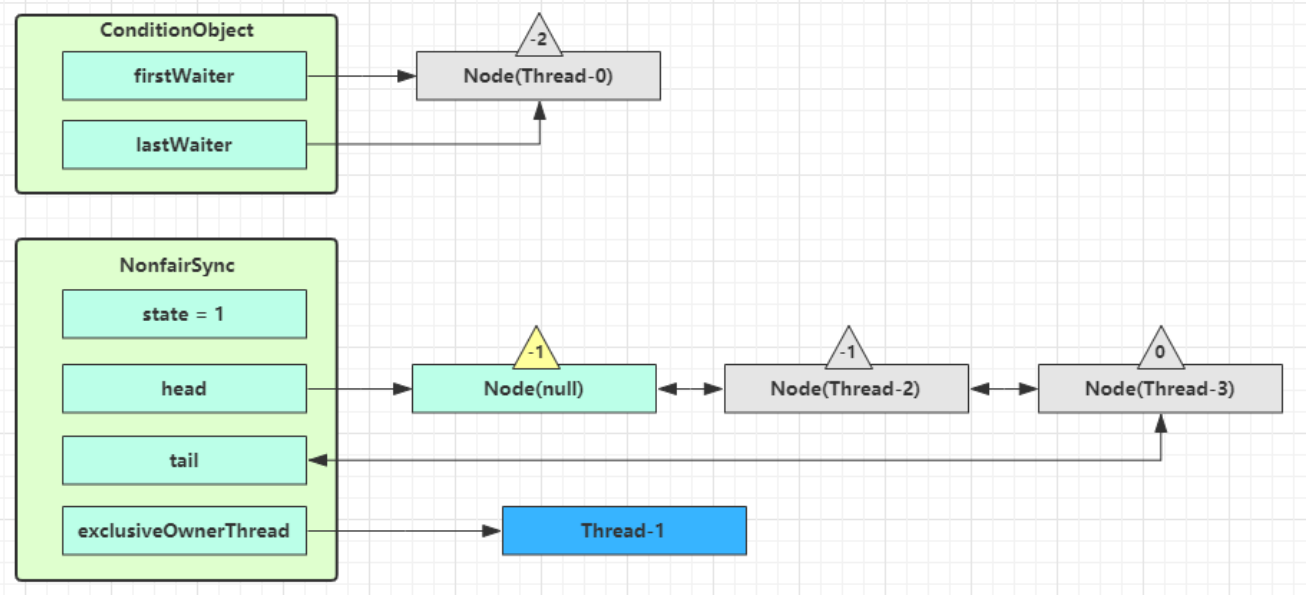 ConditionObject
-2
firstWaiter
Node(Thread-0)
lastWaiter
NonfairSync
state = 1
-1
-1
0
head
Node(null)
Node(Thread-2)
Node(Thread-3)
tail
exclusiveOwnerThread
Thread-1